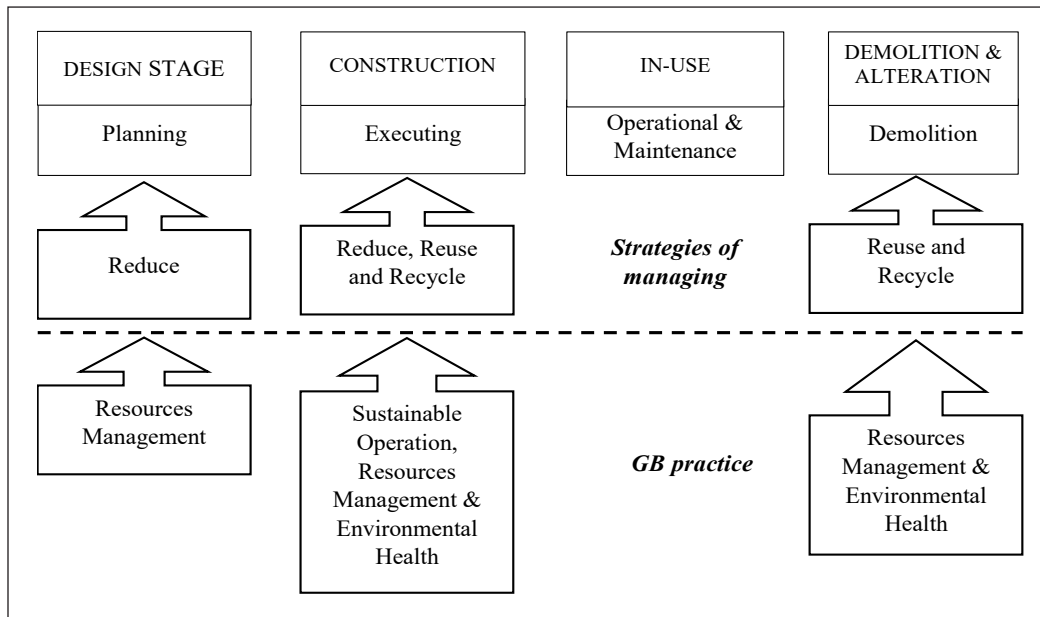 DESIGN STAGE
Planning
CONSTRUCTION
Executing
IN-USE
Operational &
Maintenance
DEMOLITION &
ALTERATION
Demolition
Reduce
Reduce, Reuse
and Recycle
Strategies of
managing
Reuse and
Recycle
Resources
Management
Sustainable
Operation,
Resources
Management &
Environmental
Health
GB practice
Resources
Management &
Environmental
Health